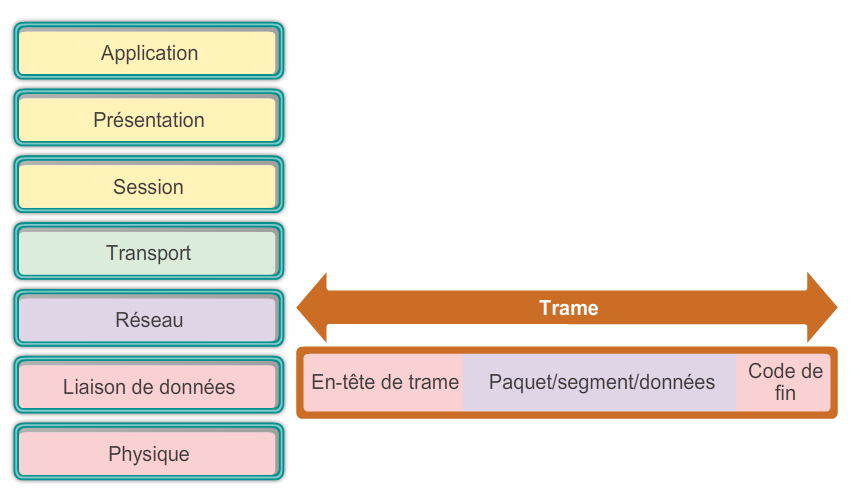 Application
Présentation
Session
Transport
Réseau
Liaison de données
Physique
Trame
En-tête de trame
Paquet/segment/données
Code de
fin